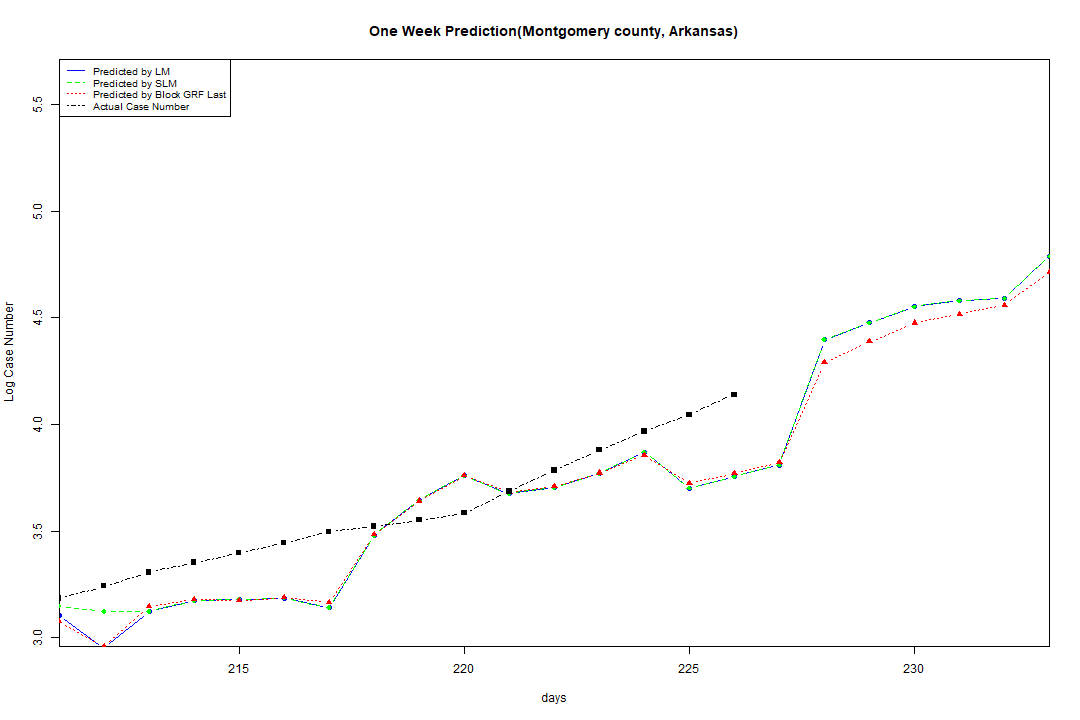 One Week Prediction(Montgomery county, Arkansas)
Predicted by LM
Predicted by SLM
Predicted by Block GRF Last
Actual Case Number
5.5
5.0
4.5
4.0
3.5
3.0
Log Case Number
215
220
225
230
days